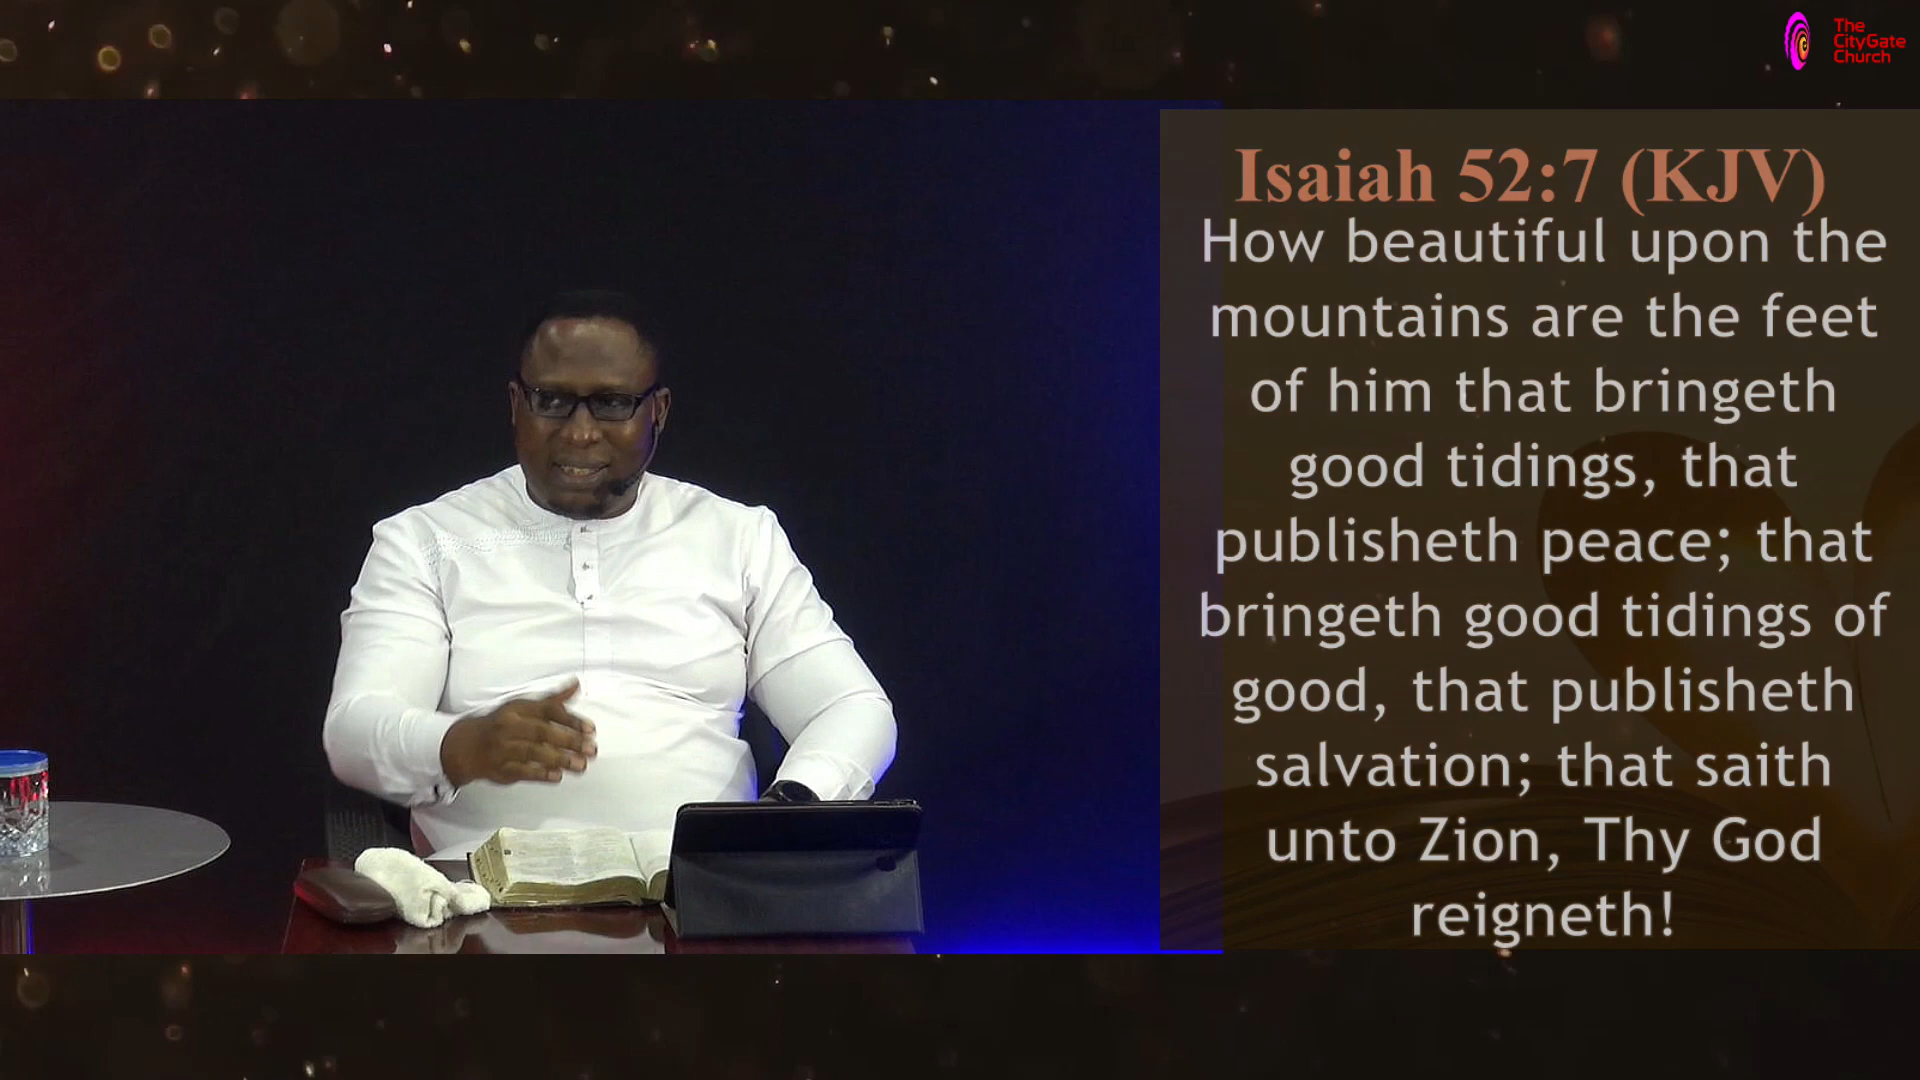 The
CityGate
Church
Isaiah 52:7 (KJV)
How beautiful upon the
mountains are the feet
of him that bringeth
good tidings, that
publisheth peace; that
bringeth good tidings of
good, that publisheth
salvation; that saith
unto Zion, Thy God
reigneth!